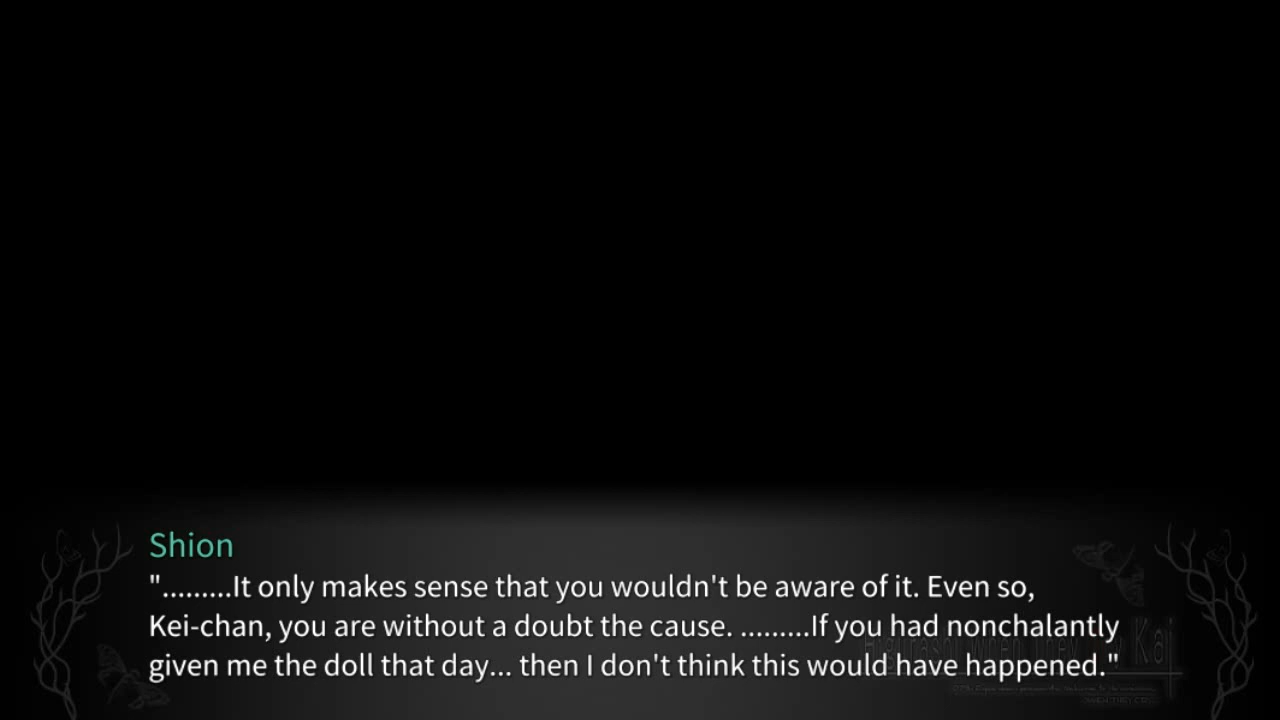 Shion
".........It only makes sense that you wouldn't be aware of it. Even so,
Kei-chan, you are without a doubt the cause. .........If you had nonchalantly
given me the doll that day... then I don't think this would have happened."